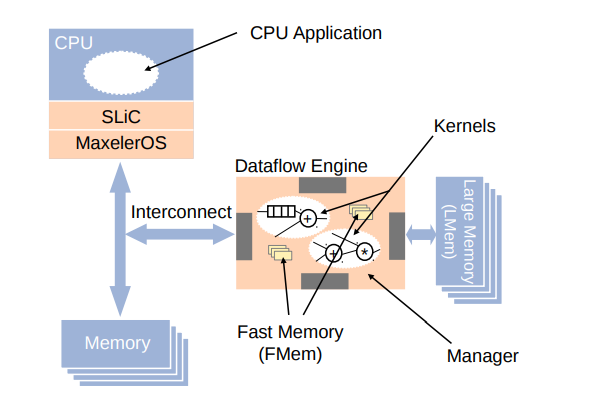 CPU
CPU Application
SLiC
MaxelerOS
Kernels
Dataflow Engine
Interconnect
+
+
*
Large Memory
(LMem)
Fast Memory
(FMem)
Memory
Manager